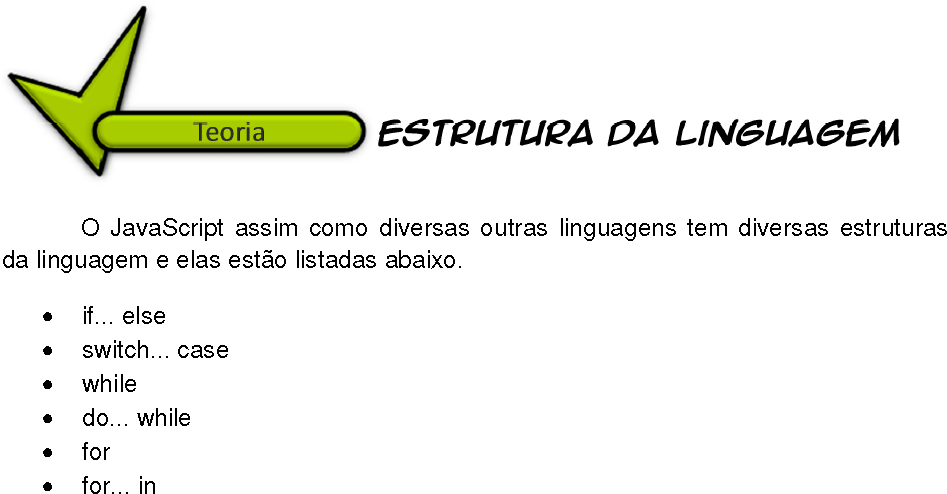 Teoria ESTRUTURA DA LINGUAGEM
O JavaScript assim como diversas outras linguagens tem diversas estruturas
da linguagem e elas estão listadas abaixo.
• if... else
• switch... case
• while
• do... while
• for
• for... in